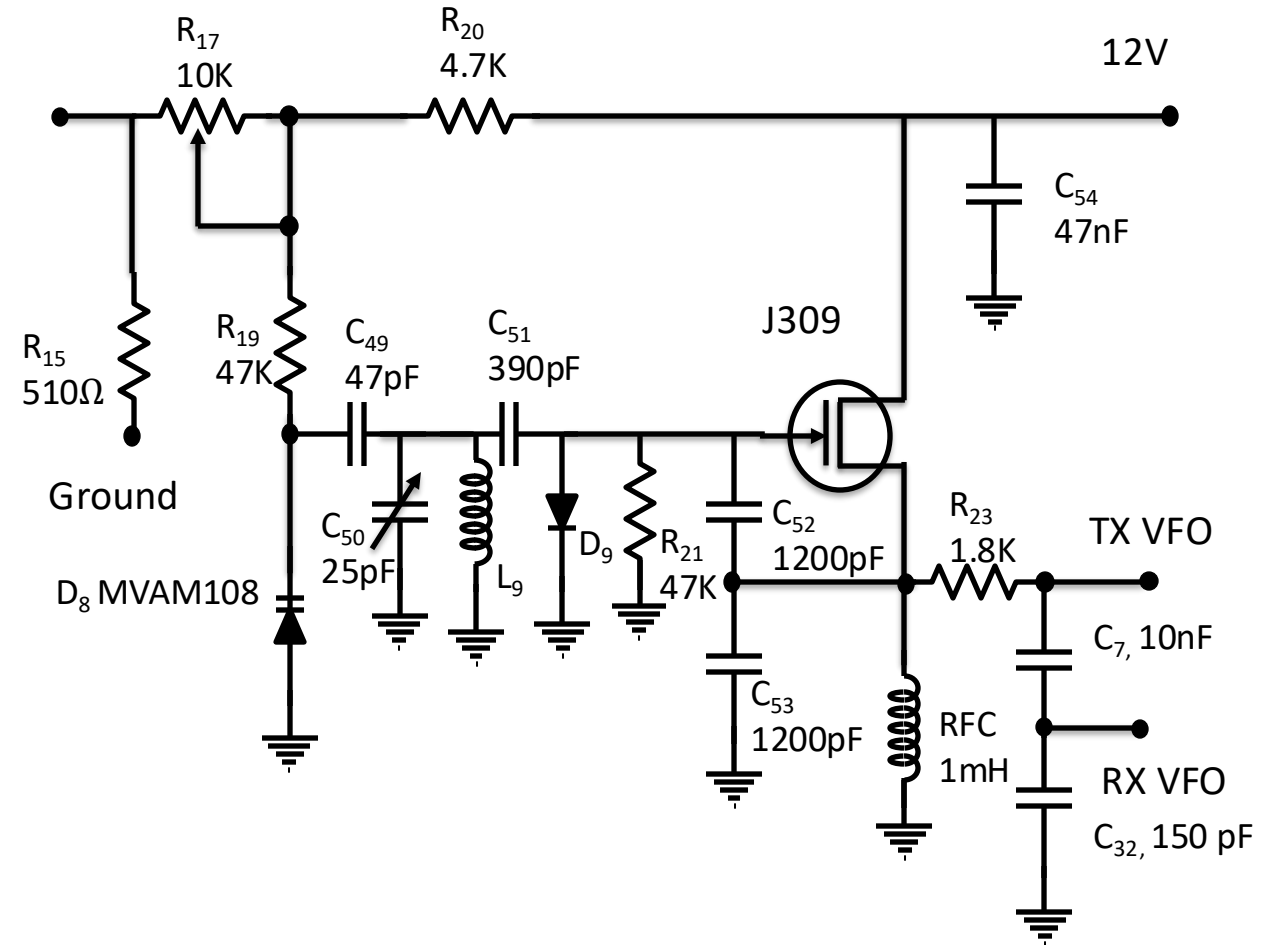 R17
10K
R20
4.7K
12V
C54
47nF
J309
R15
510Ω
R19
47K
C49
47pF
C51
390pF
Ground
C50
25pF
L9
D9
R21
47K
C52
1200pF
R23
1.8K
TX VFO
D8 MVAM108
C7, 10nF
C53
1200pF
RFC
1mH
RX VFO
C32, 150 pF